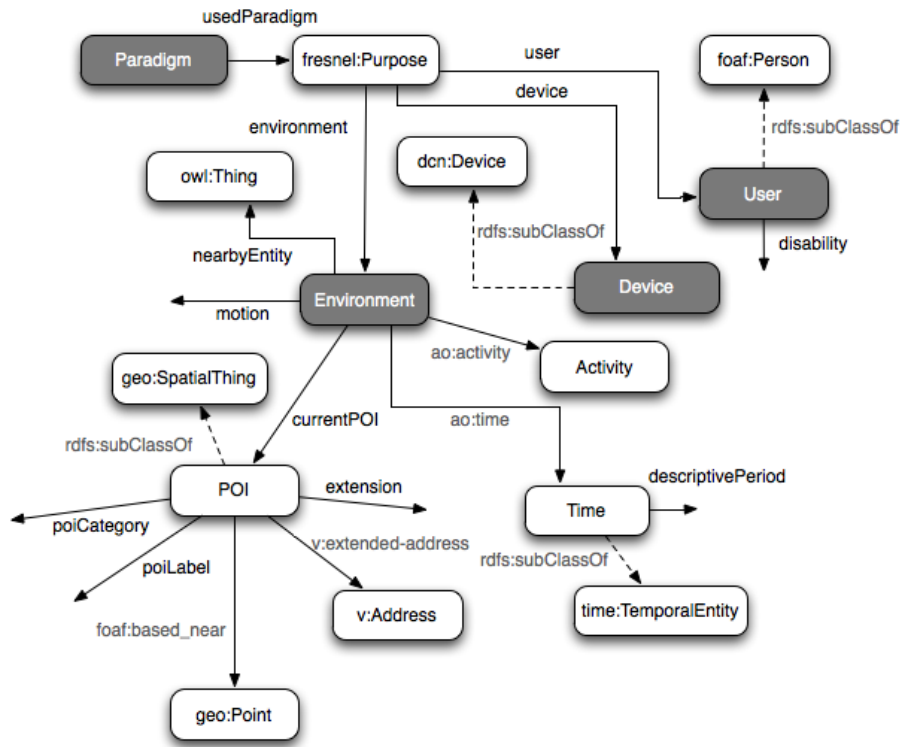 usedParadigm
Paradigm
fresnel:Purpose
user
foaf:Person
device
environment
rdfs:subClassOf
dcn:Device
owl:Thing
User
rdfs:subClassOf
disability
nearbyEntity
Environment
Device
motion
ao:activity
Activity
geo:SpatialThing
currentPOI
ao:time
rdfs:subClassOf
descriptivePeriod
POI
extension
Time
poiCategory
v:extended-address
rdfs:subClassOf
poiLabel
v:Address
time:TemporalEntity
foaf:based_near
geo:Point